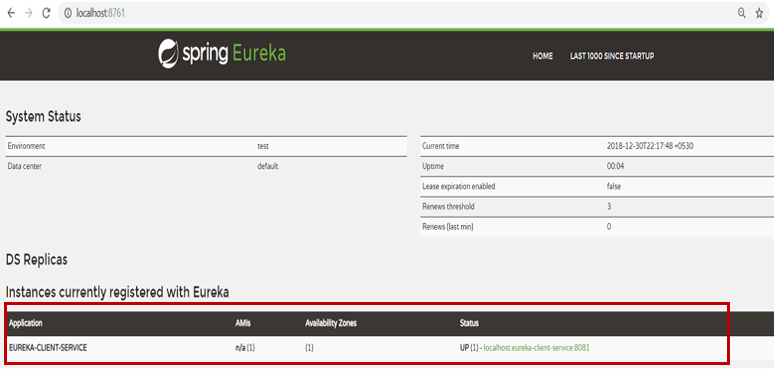 localhost:8761
spring Eureka
HOME LAST 1000 SINCE STARTUP
System Status
Environment test
Data center default
Current time 2018-12-30T22:17:48 +0530
Uptime 00:04
Lease expiration enabled false
Renews threshold 3
Renews (last min) 0
DS Replicas
Instances currently registered with Eureka
Application AMIs Availability Zones Status
EUREKA-CLIENT-SERVICE n/a (1) (1) UP (1) - localhost:eureka-client-service:8081